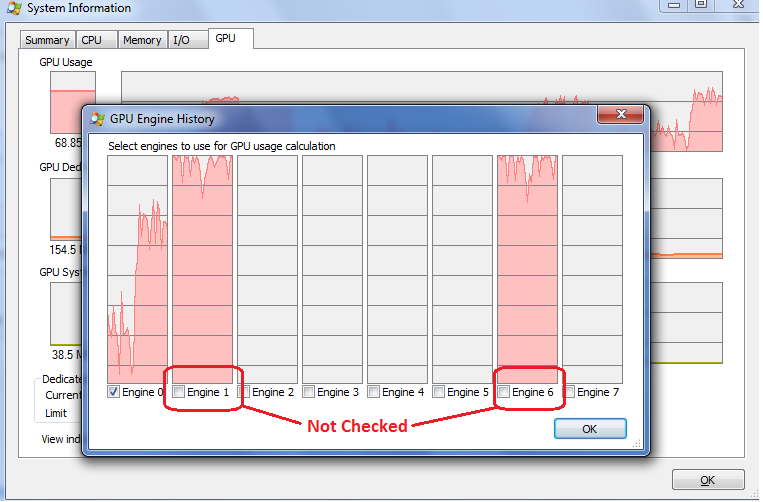 System Information
Summary CPU Memory I/O GPU
GPU Usage
GPU Engine History
Select engines to use for GPU usage calculation
68.85
GPU Ded
154.5
GPU Syst
38.5 M
Engine 0 Engine 1 Engine 2 Engine 3 Engine 4 Engine 5 Engine 6 Engine 7
Dedicate
Current
Limit
Not Checked
OK
View ind
OK